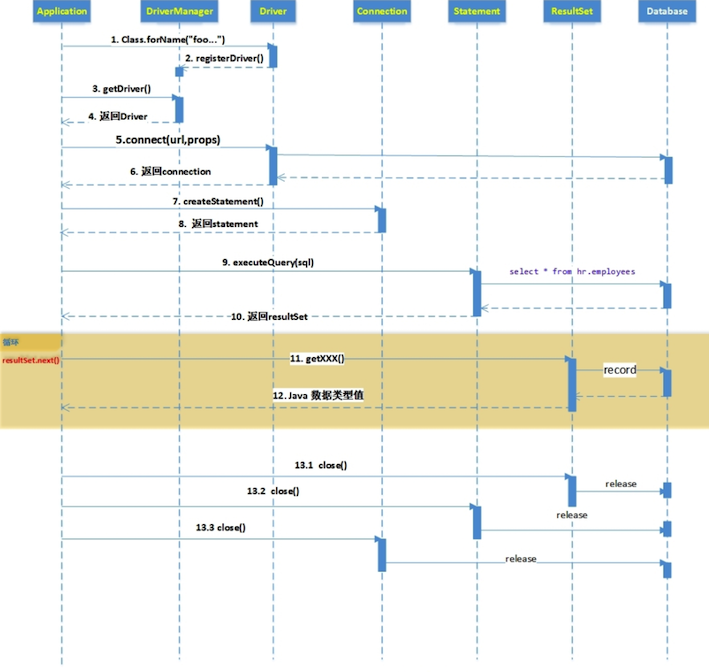 Application DriverManager Driver Connection Statement ResultSet Database
1. Class.forName("foo...")
2. registerDriver()
3. getDriver()
4. 返回Driver
5.connect(url,props)
6. 返回connection
7. createStatement()
8. 返回statement
9. executeQuery(sql)
select * from hr.employees
10. 返回resultSet
循环
resultSet.next()
11. getXXX()
record
12. Java 数据类型值
13.1 close()
release
13.2 close()
release
13.3 close()
release